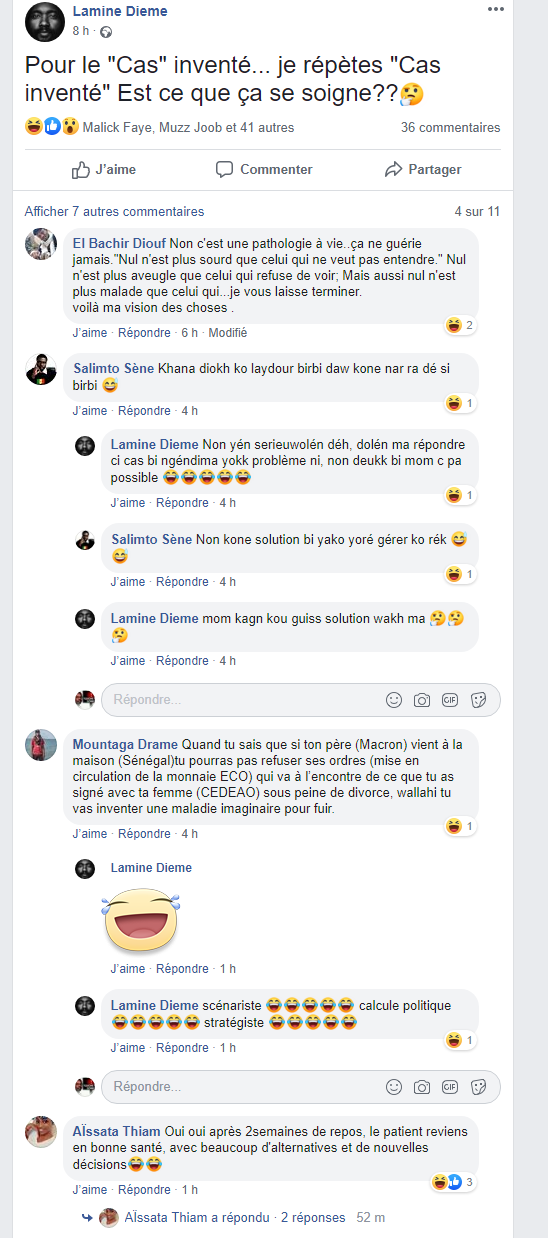 Lamine Dieme
8 h ·
Pour le "Cas" inventé... je répètes "Cas
inventé" Est ce que ça se soigne??🤔
Malick Faye, Muzz Joob et 41 autres
36 commentaires
J'aime
Commenter
Partager
Afficher 7 autres commentaires
4 sur 11
El Bachir Diouf Non c'est une pathologie à vie..ça ne guérie
jamais."Nul n'est plus sourd que celui qui ne veut pas entendre." Nul
n'est plus aveugle que celui qui refuse de voir; Mais aussi nul n'est
plus malade que celui qui...je vous laisse terminer.
voilà ma vision des choses .
2
J'aime · Répondre · 6 h · Modifié
Salimto Sène Khana diokh ko laydour birbi daw kone nar ra dé si
birbi 😅
1
J'aime · Répondre · 4 h
Lamine Dieme Non yén serieuwolén déh, dolén ma répondre
ci cas bi ngéndima yokk problème ni, non deukk bi mom c pa
possible 😂😂😂😂😂
1
J'aime · Répondre · 4 h
Salimto Sène Non kone solution bi yako yoré gérer ko rék 😅
😅
1
J'aime · Répondre · 4 h
Lamine Dieme mom kagn kou guiss solution wakh ma 🤔🤔
🤔
J'aime · Répondre · 4 h
Répondre...
GIF
Mountaga Drame Quand tu sais que si ton père (Macron) vient à la
maison (Sénégal)tu pourras pas refuser ses ordres (mise en
circulation de la monnaie ECO) qui va à l'encontre de ce que tu as
signé avec ta femme (CEDEAO) sous peine de divorce, wallahi tu
vas inventer une maladie imaginaire pour fuir.
1
J'aime · Répondre · 4 h
Lamine Dieme
J'aime · Répondre · 1 h
Lamine Dieme scénariste 😂😂😂😂😂 calcule politique
😂😂😂😂😂 stratégiste 😂😂😂😂😂
1
J'aime · Répondre · 1 h
Répondre...
GIF
AÏssata Thiam Oui oui après 2semaines de repos, le patient reviens
en bonne santé, avec beaucoup d'alternatives et de nouvelles
décisions😂😂
3
J'aime · Répondre · 1 h
AÏssata Thiam a répondu · 2 réponses 52 m